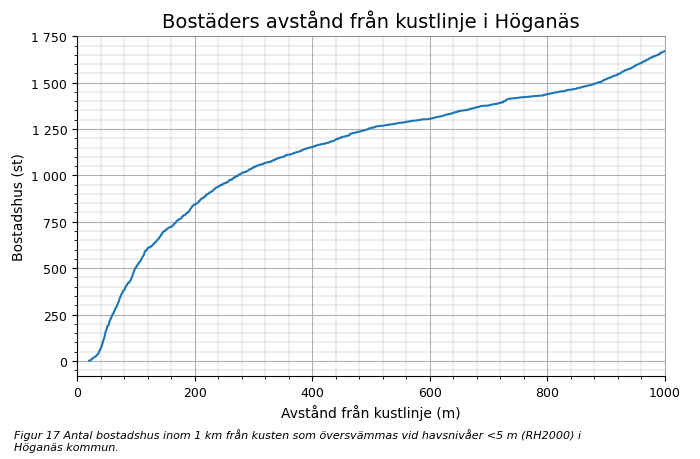 Bostäders avstånd från kustlinje i Höganäs
1 750
1 500
1 250
1 000
750
500
250
0
Bostadshus (st)
0 200 400 600 800 1000
Avstånd från kustlinje (m)
Figur 17 Antal bostadshus inom 1 km från kusten som översvämmas vid havsnivåer <5 m (RH2000) i
Höganäs kommun.